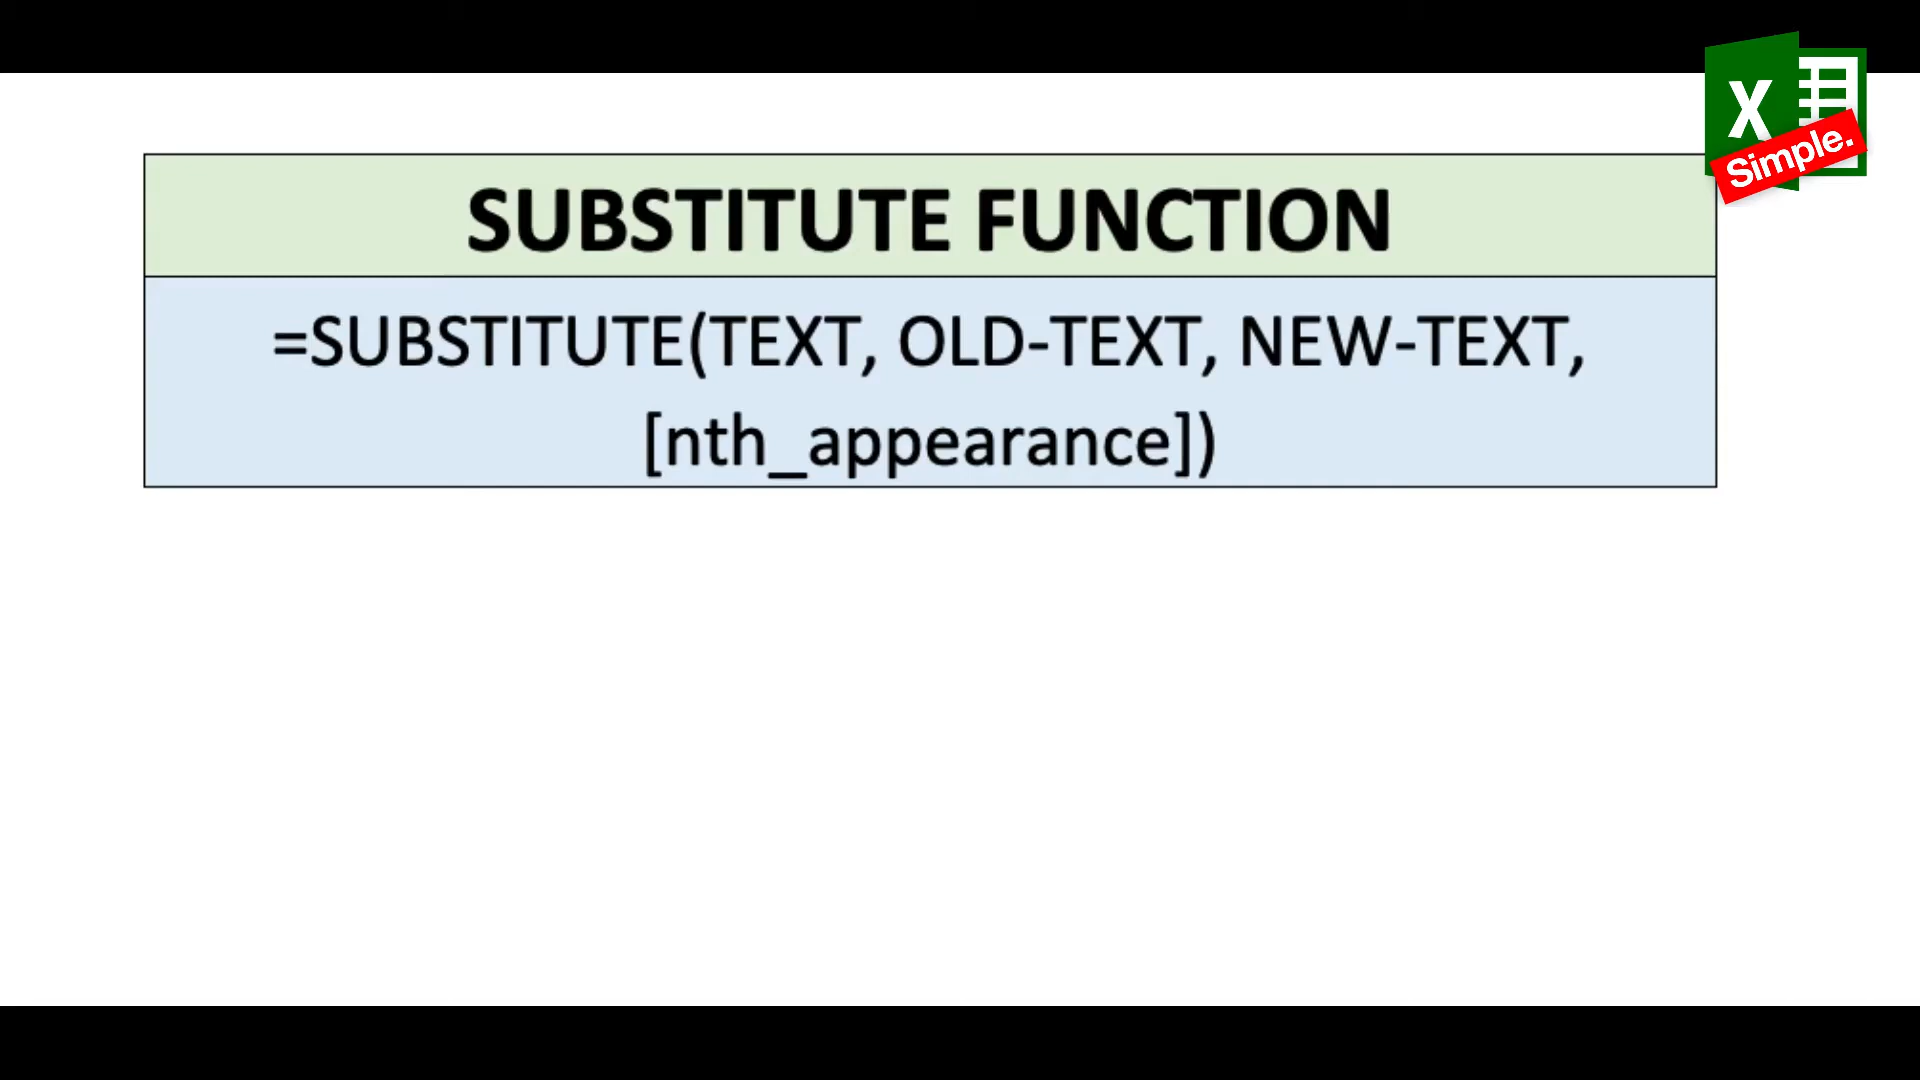 X
Simple.
SUBSTITUTE FUNCTION
=SUBSTITUTE(TEXT, OLD-TEXT, NEW-TEXT,
[nth_appearance])